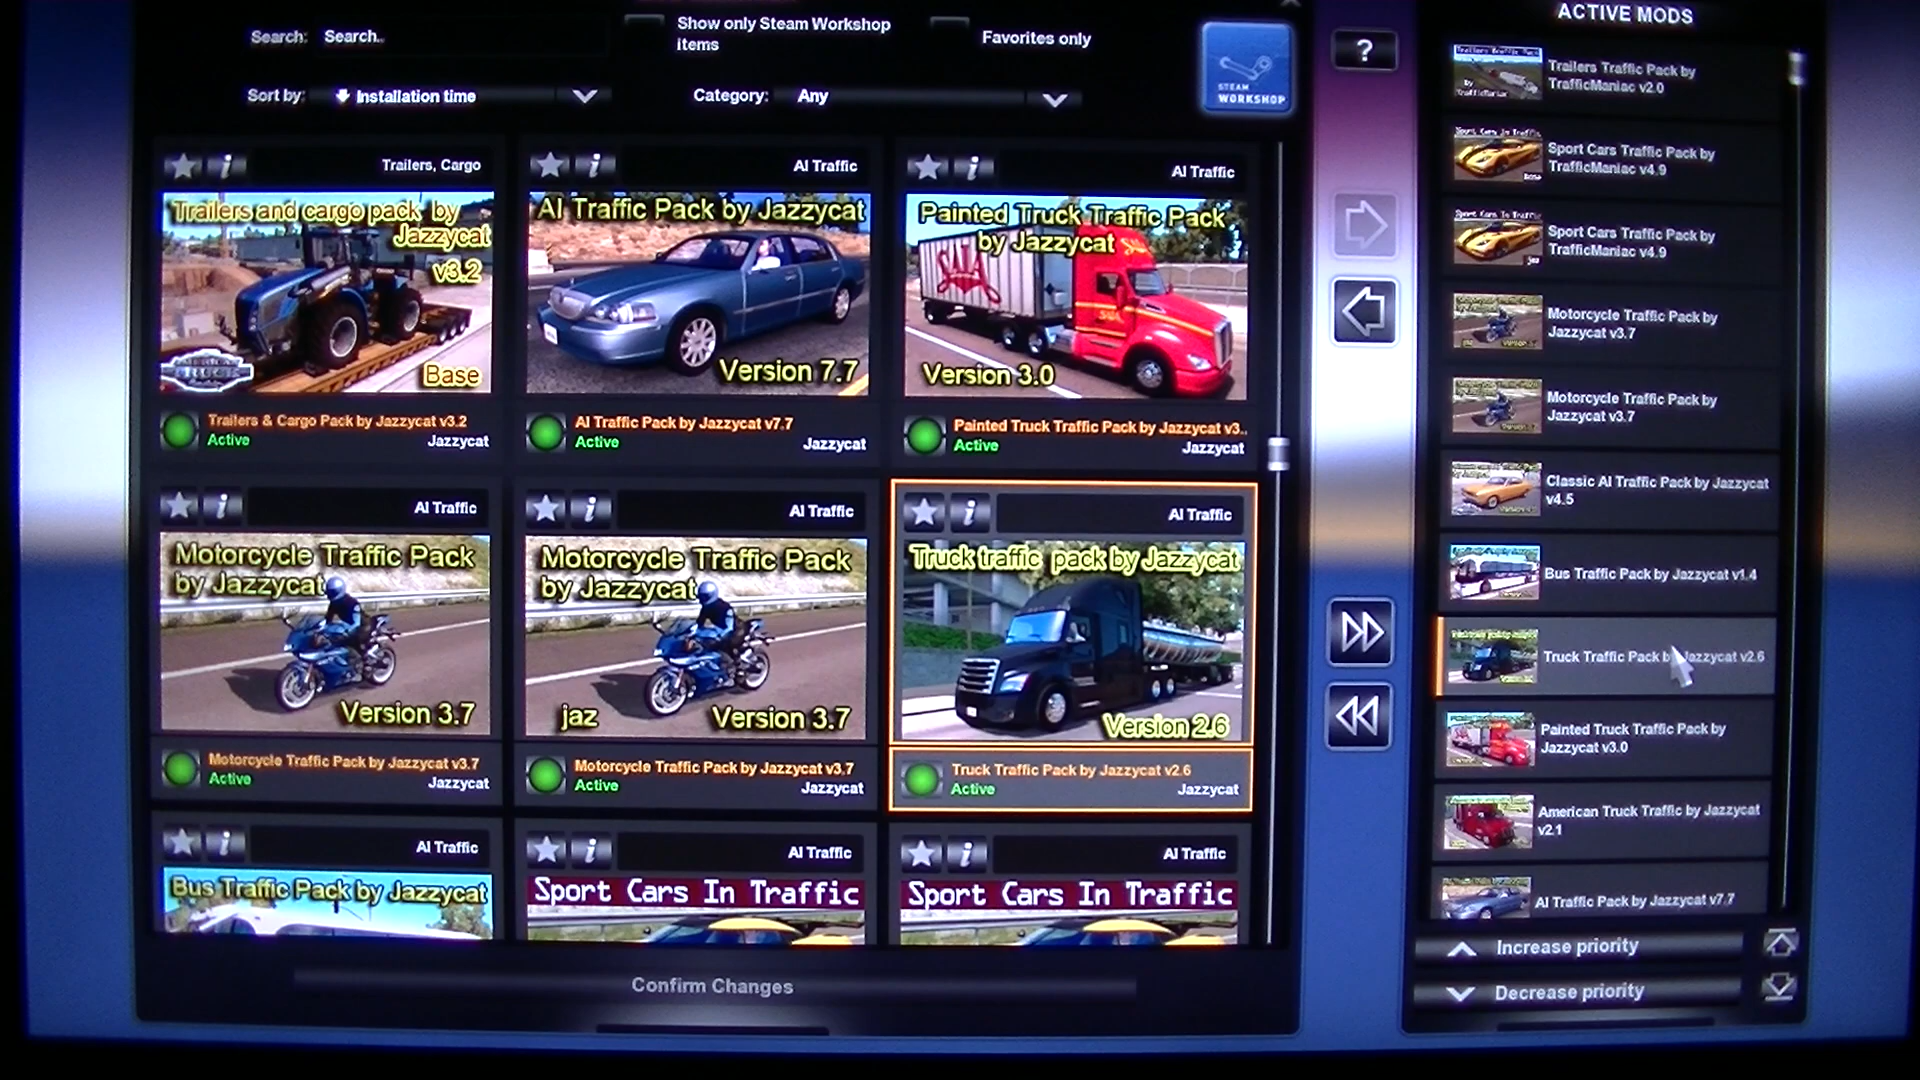 Search:
Search..
Show only Steam Workshop
items
Favorites only
STEAM
WORKSHOP
?
Sort by:
Installation time
Category:
Any
Trailers, Cargo
Trailers and cargo pack by
Jazzycat
v3.2
Base
Trailers & Cargo Pack by Jazzycat v3.2
Active
Jazzycat
AI Traffic
AI Traffic Pack by Jazzycat
Version 7.7
AI Traffic Pack by Jazzycat v7.7
Active
Jazzycat
AI Traffic
Painted Truck Traffic Pack
by Jazzycat
SAIA
Version 3.0
Painted Truck Traffic Pack by Jazzycat v3..
Active
Jazzycat
AI Traffic
Motorcycle Traffic Pack
by Jazzycat
Version 3.7
Motorcycle Traffic Pack by Jazzycat v3.7
Active
Jazzycat
AI Traffic
Motorcycle Traffic Pack
by Jazzycat
jaz
Version 3.7
Motorcycle Traffic Pack by Jazzycat v3.7
Active
Jazzycat
AI Traffic
Truck traffic pack by Jazzycat
Version 2.6
Truck Traffic Pack by Jazzycat v2.6
Active
Jazzycat
AI Traffic
Bus Traffic Pack by Jazzycat
AI Traffic
Sport Cars In Traffic
AI Traffic
Sport Cars In Traffic
Confirm Changes
ACTIVE MODS
Trailers Traffic Pack by
TrafficManiac v2.0
Sport Cars Traffic Pack by
TrafficManiac v4.9
Sport Cars Traffic Pack by
TrafficManiac v4.9
Motorcycle Traffic Pack by
Jazzycat v3.7
Motorcycle Traffic Pack by
Jazzycat v3.7
Classic AI Traffic Pack by Jazzycat
v4.5
Bus Traffic Pack by Jazzycat v1.4
Truck Traffic Pack by Jazzycat v2.6
Painted Truck Traffic Pack by
Jazzycat v3.0
American Truck Traffic by Jazzycat
v2.1
AI Traffic Pack by Jazzycat v7.7
Increase priority
Decrease priority